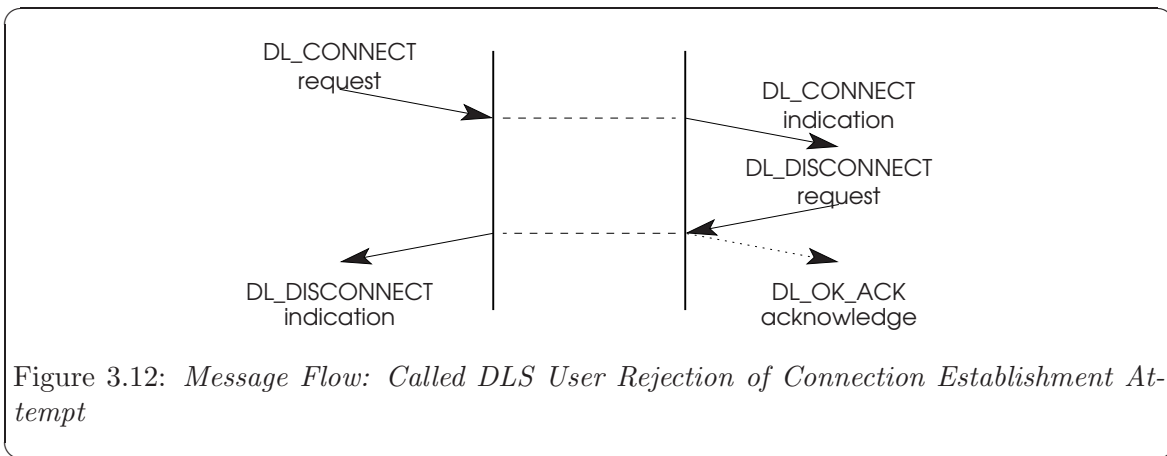 DL_CONNECT
request
DL_CONNECT
indication
DL_DISCONNECT
request
DL_DISCONNECT
indication
DL_OK_ACK
acknowledge
Figure 3.12: Message Flow: Called DLS User Rejection of Connection Establishment At-
tempt